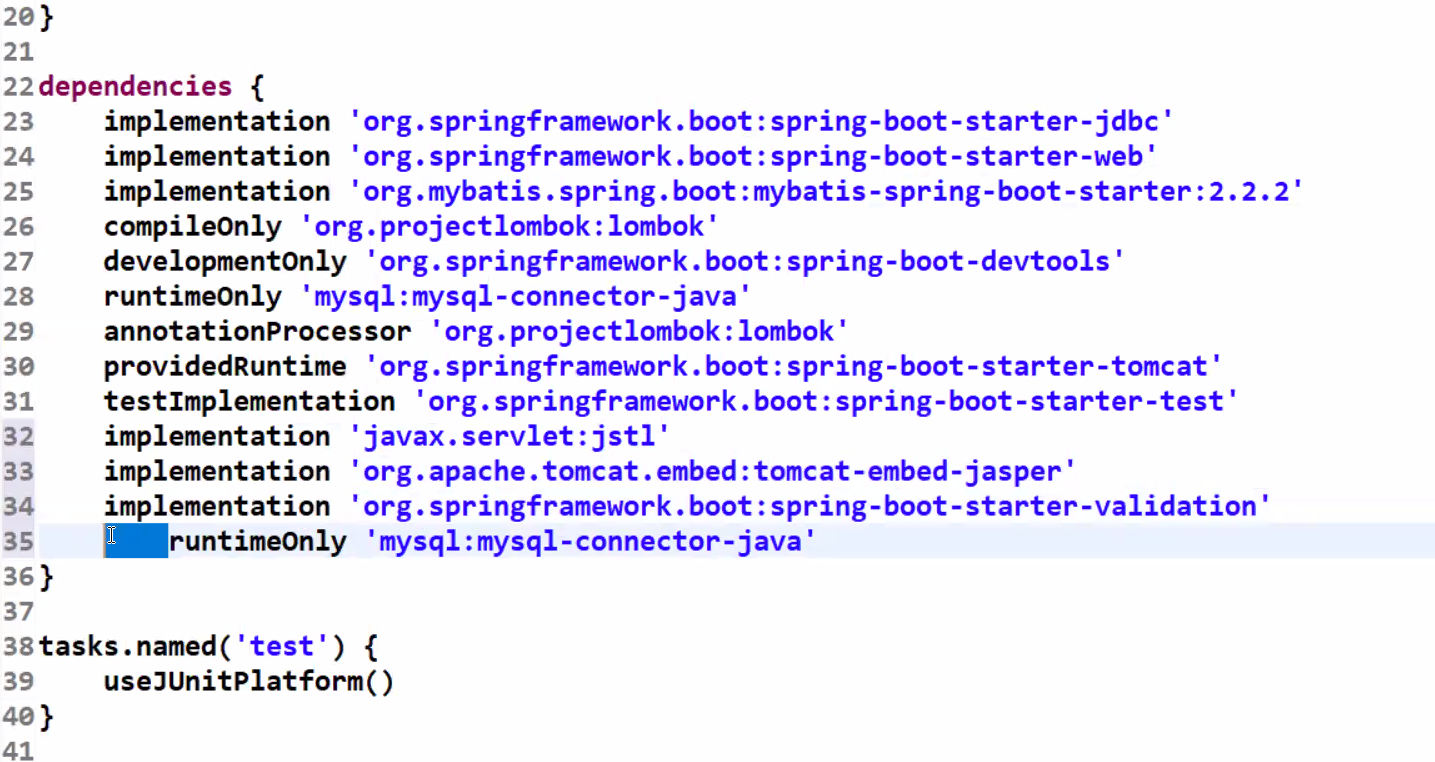 20 }
21
22 dependencies {
23     implementation 'org.springframework.boot:spring-boot-starter-jdbc'
24     implementation 'org.springframework.boot:spring-boot-starter-web'
25     implementation 'org.mybatis.spring.boot:mybatis-spring-boot-starter:2.2.2'
26     compileOnly 'org.projectlombok:lombok'
27     developmentOnly 'org.springframework.boot:spring-boot-devtools'
28     runtimeOnly 'mysql:mysql-connector-java'
29     annotationProcessor 'org.projectlombok:lombok'
30     providedRuntime 'org.springframework.boot:spring-boot-starter-tomcat'
31     testImplementation 'org.springframework.boot:spring-boot-starter-test'
32     implementation 'javax.servlet:jstl'
33     implementation 'org.apache.tomcat.embed:tomcat-embed-jasper'
34     implementation 'org.springframework.boot:spring-boot-starter-validation'
35         runtimeOnly 'mysql:mysql-connector-java'
36 }
37
38 tasks.named('test') {
39     useJUnitPlatform()
40 }
41